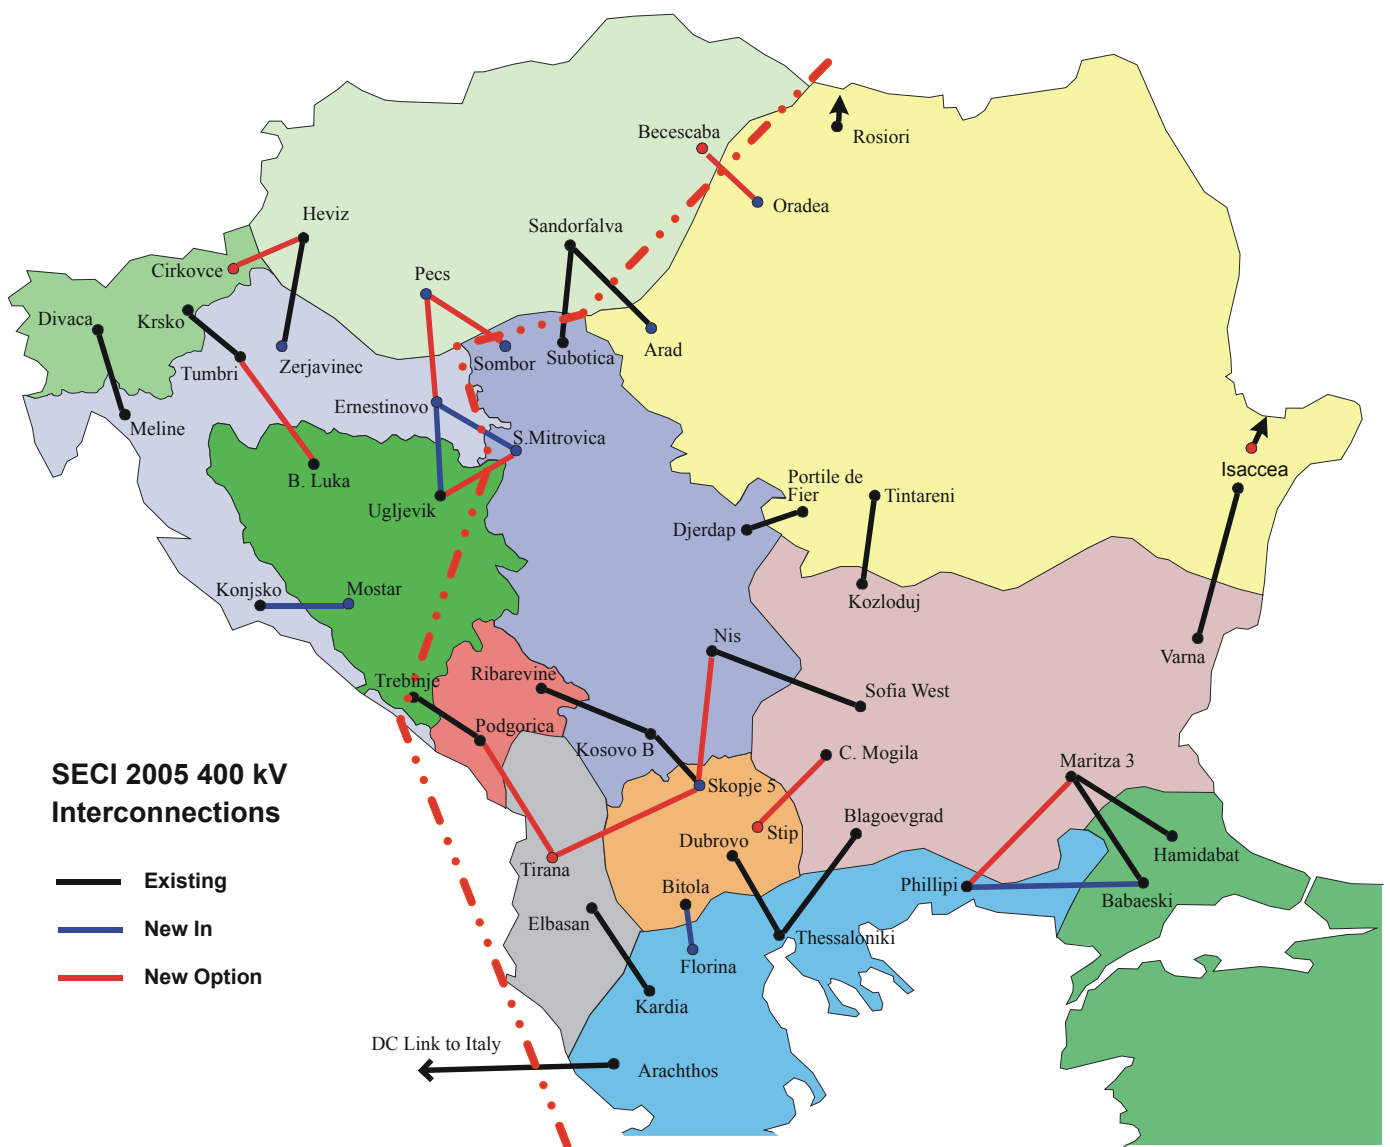 Becescaba
Rosiori
Oradea
Heviz
Sandorfalva
Cirkovce
Pecs
Divaca
Krsko
Tumbri
Zerjavinec
Sombor
Subotica
Arad
Meline
Ernestinovo
S.Mitrovica
B. Luka
Ugljevik
Isaccea
Portile de
Fier
Tintareni
Djerdap
Konjsko
Mostar
Kozloduj
Nis
Varna
Trebinje
Ribarevine
Sofia West
Podgorica
Kosovo B
C. Mogila
Maritza 3
Skopje 5
SECI 2005 400 kV
Interconnections
Blagoevgrad
Dubrovo
Stip
Hamidabat
Tirana
Bitola
Phillipi
Babaeski
Existing
Elbasan
New In
Thessaloniki
Florina
New Option
Kardia
DC Link to Italy
Arachthos